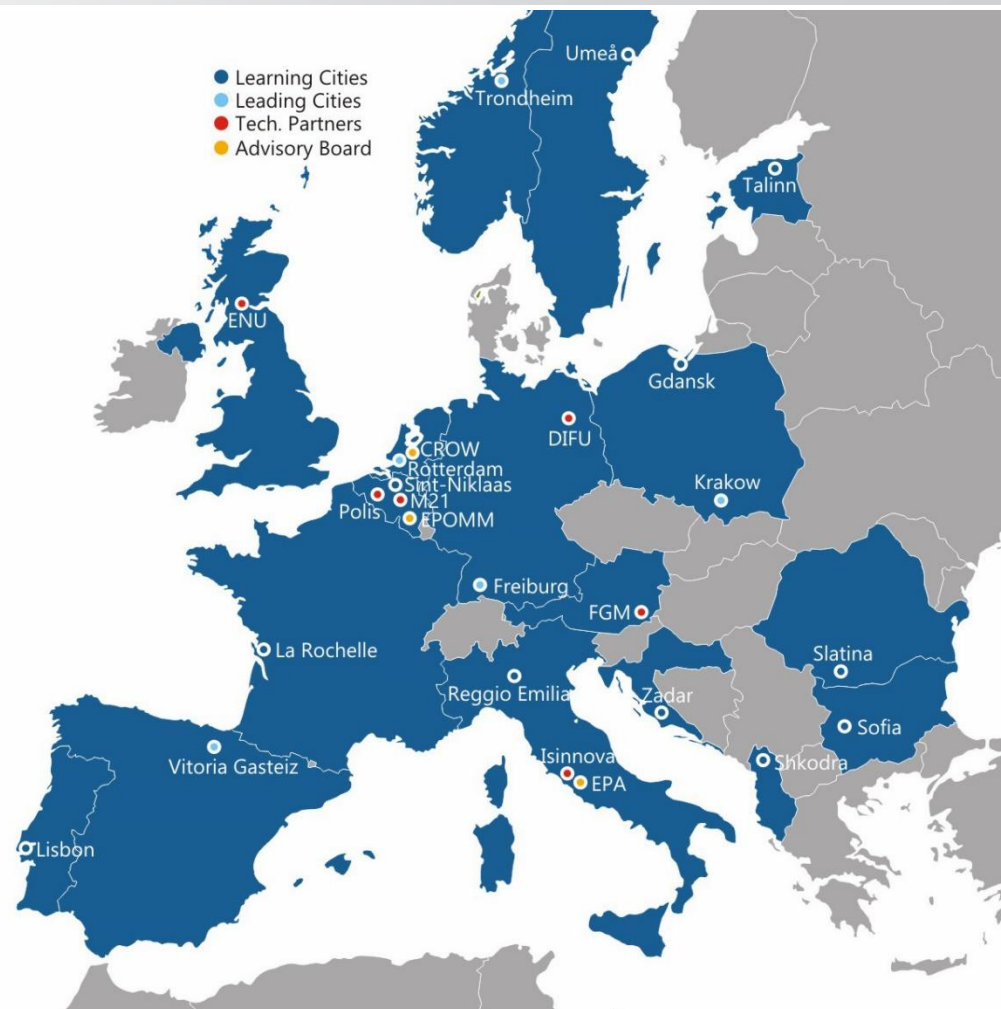 Umeå
Learning Cities
Leading Cities
Trondheim
Tech. Partners
Advisory Board
Talinn
ENU
Gdansk
DIFU
CROW
Rotterdam
Sint-Niklaas
Krakow
M21
Polis
EPOMM
Freiburg
FGM
La Rochelle
Slatina
Reggio Emilia
Zadar
Sofia
Isinnova
Shkodra
Vitoria Gasteiz
EPA
Lisbon